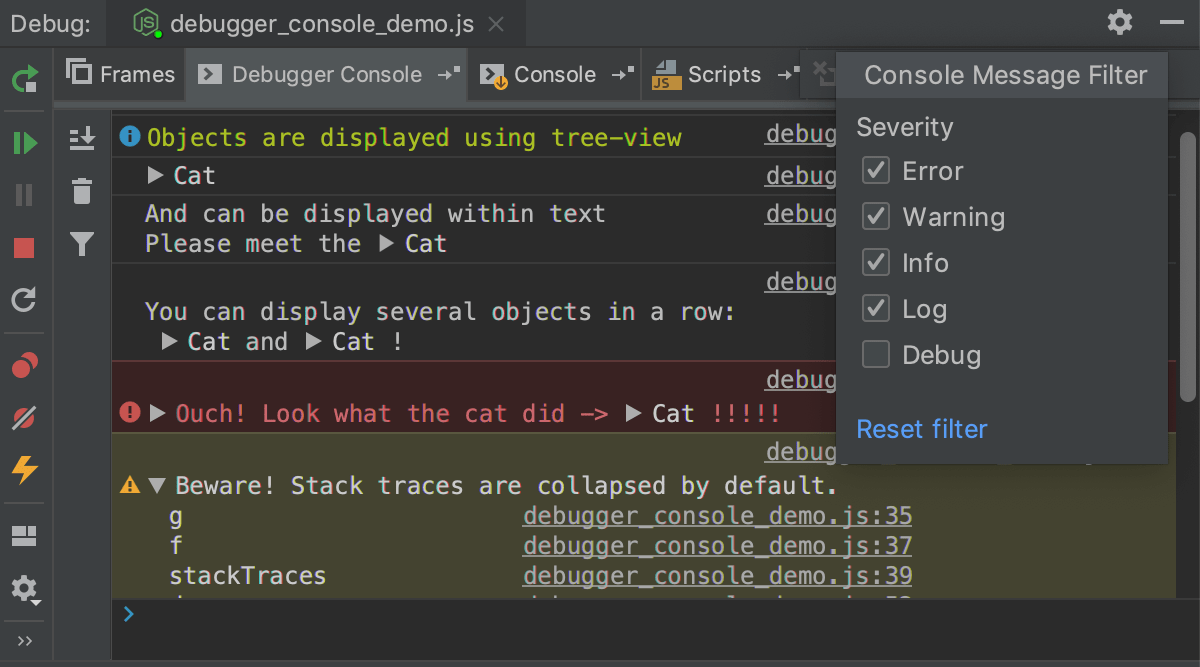 Debug: debugger_console_demo.js
Frames Debugger Console Console Scripts
Console Message Filter
Severity
Error
Warning
Info
Log
Debug
Reset filter
Objects are displayed using tree-view debug
Cat debug
And can be displayed within text debug
Please meet the Cat
debug
You can display several objects in a row:
Cat and Cat !
debug
Ouch! Look what the cat did -> Cat !!!!!
debug
Beware! Stack traces are collapsed by default.
g debugger_console_demo.js:35
f debugger_console_demo.js:37
stackTraces debugger_console_demo.js:39